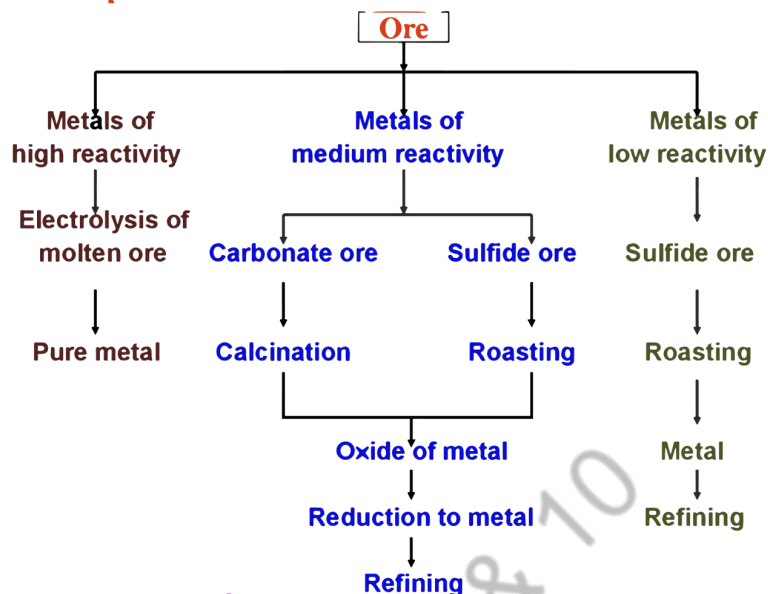 Ore
Metals of
high reactivity
Metals of
medium reactivity
Metals of
low reactivity
Electrolysis of
molten ore
Carbonate ore
Sulfide ore
Sulfide ore
Pure metal
Calcination
Roasting
Roasting
Oxide of metal
Metal
Reduction to metal
Refining
Refining
& 10